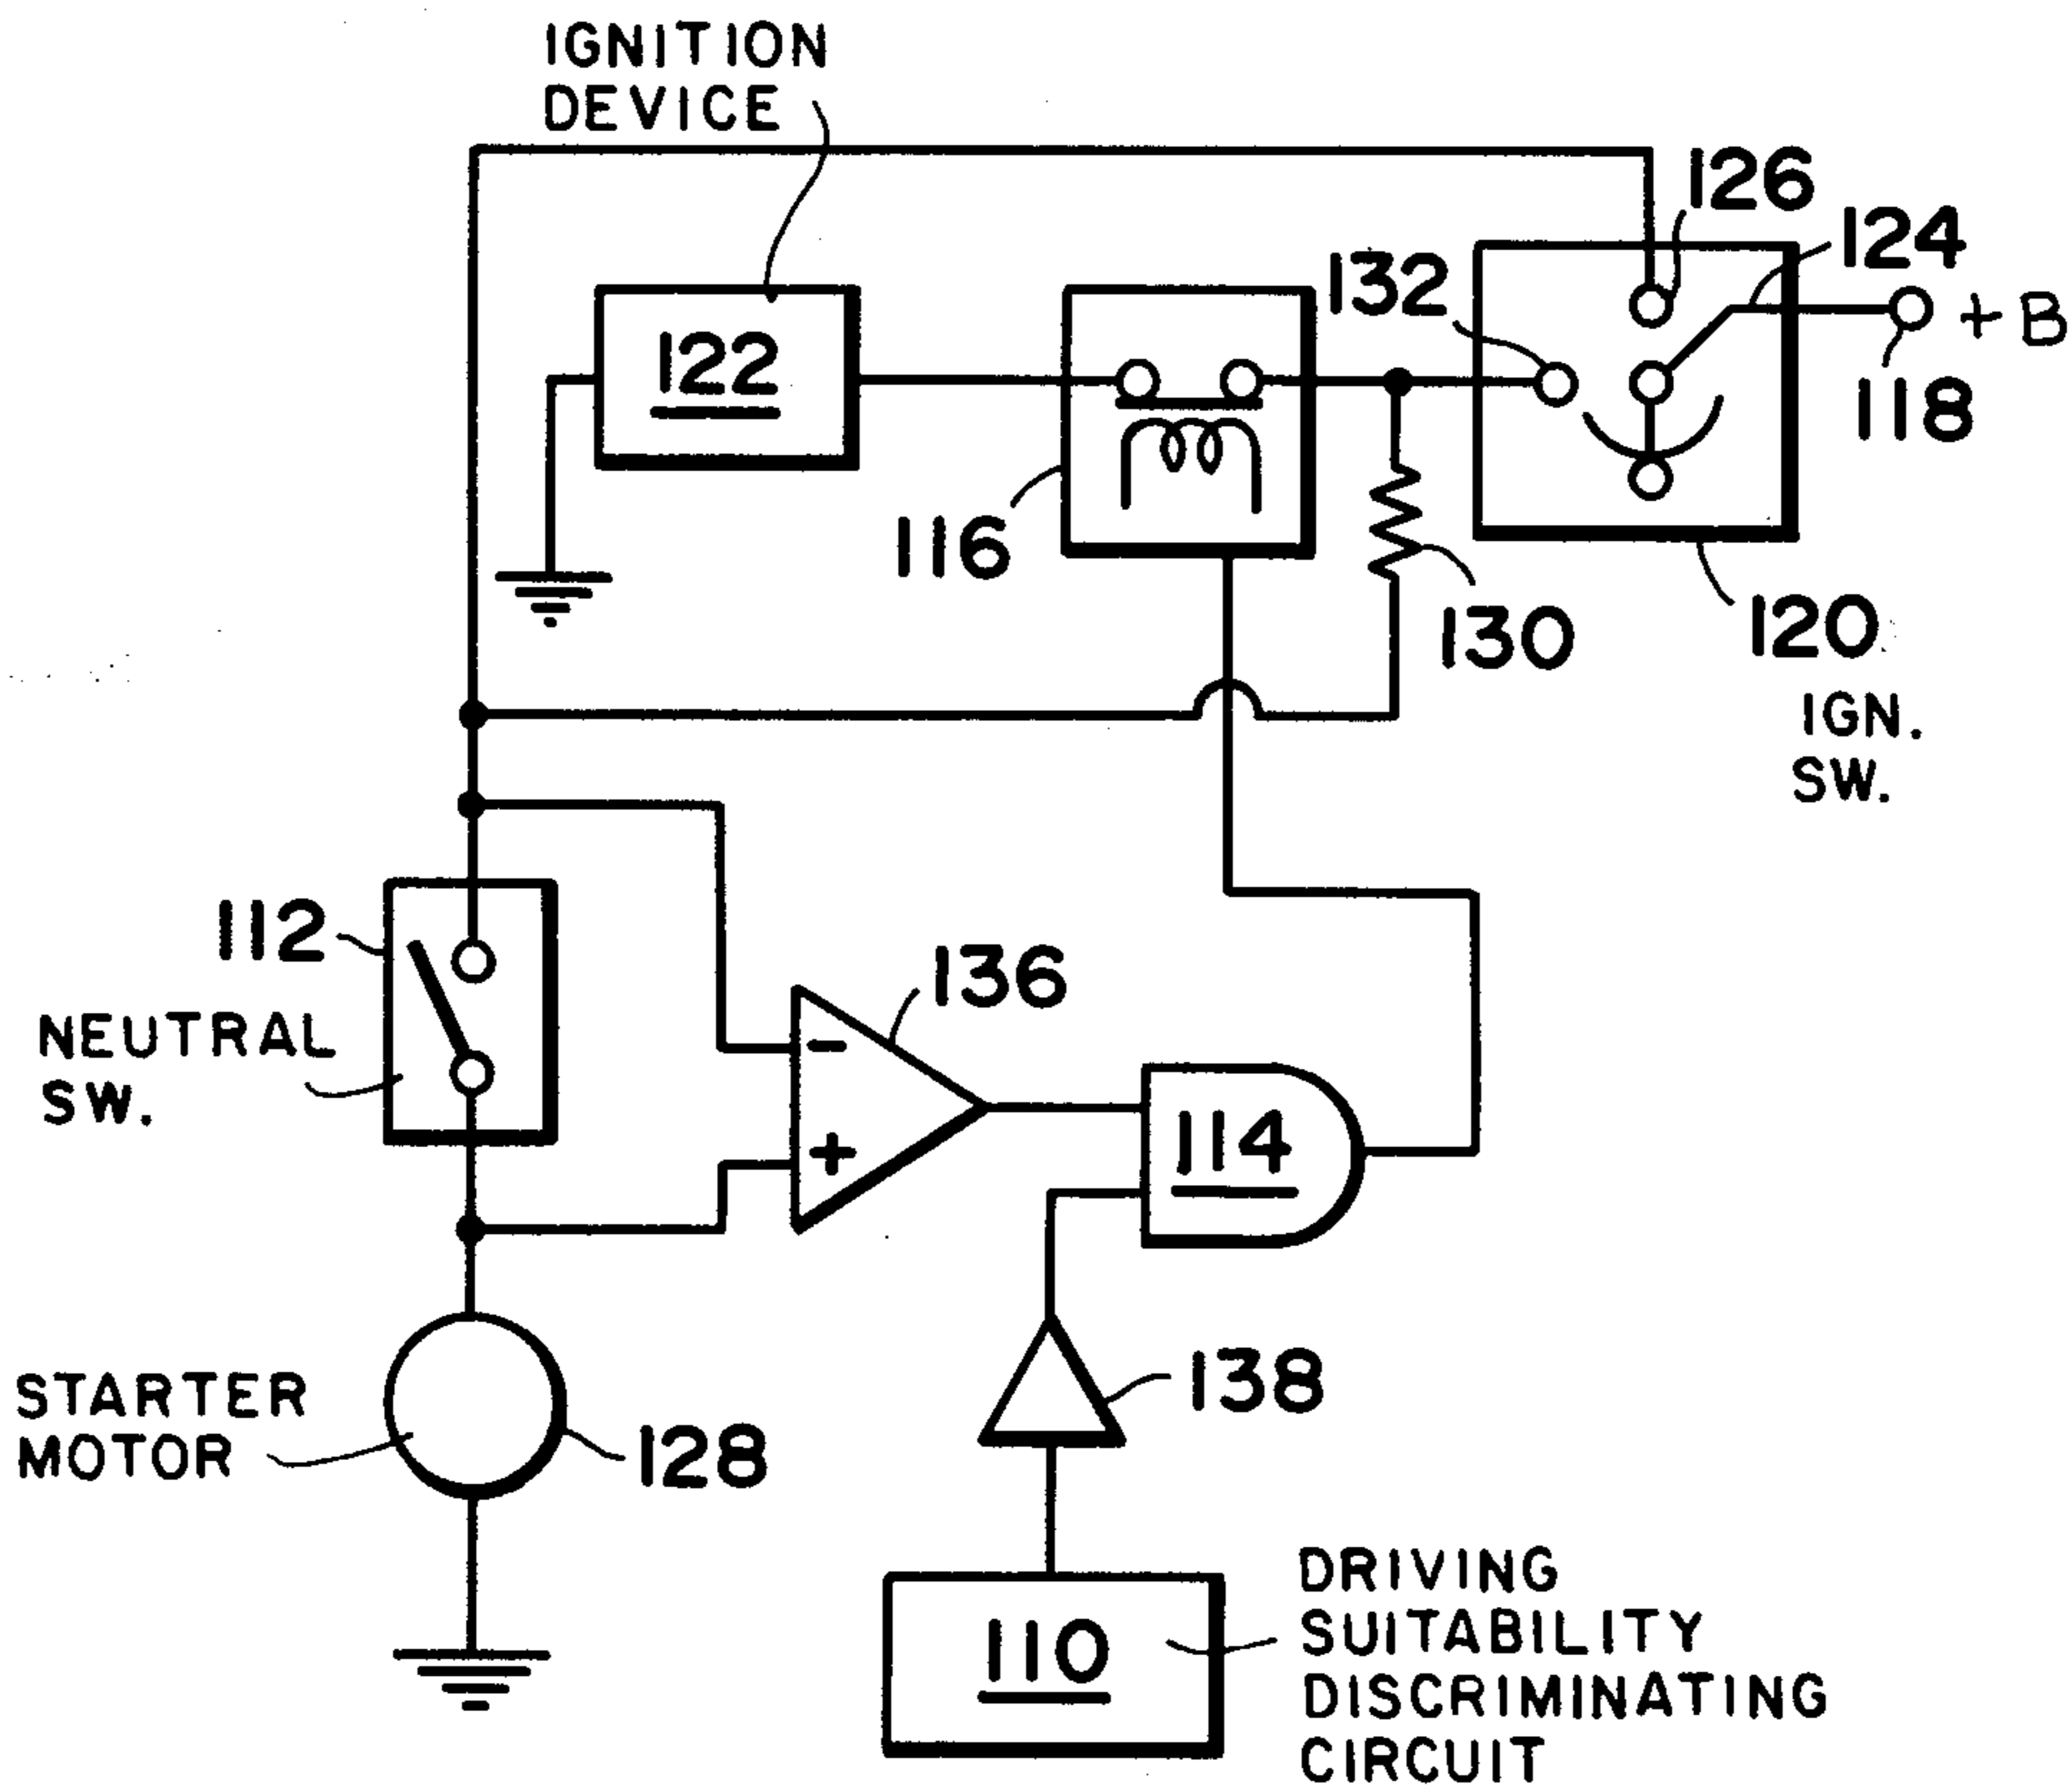 IGNITION
DEVICE
126
124
132
122
+B
118
116
130
120
IGN.
SW.
112
136
NEUTRAL
SW.
114
138
STARTER
MOTOR
128
-
+
110
DRIVING
SUITABILITY
DISCRIMINATING
CIRCUIT